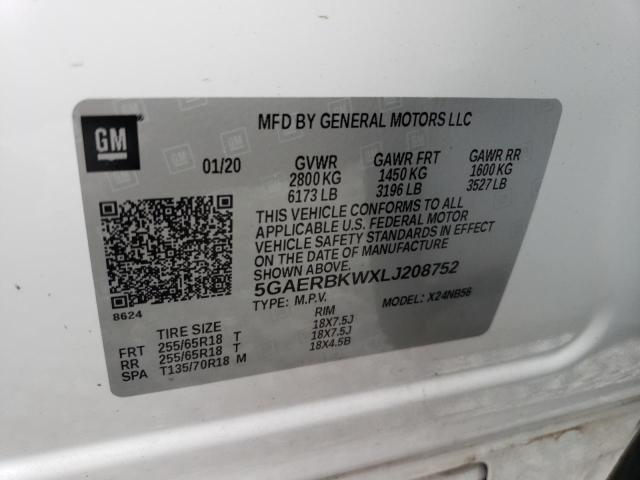 GM
MFD BY GENERAL MOTORS LLC
01/20 GVWR GAWR FRT GAWR RR
2800 KG 1450 KG 1600 KG
6173 LB 3196 LB 3527 LB
THIS VEHICLE CONFORMS TO ALL
APPLICABLE U.S. FEDERAL MOTOR
VEHICLE SAFETY STANDARDS IN EFFECT
ON THE DATE OF MANUFACTURE
SHOWN ABOVE.
5GAERBKWXLJ208752
TYPE: M.P.V. MODEL: X24NB56
8624
TIRE SIZE RIM
FRT 255/65R18 T 18X7.5J
RR 255/65R18 T 18X7.5J
SPA T135/70R18 M 18X4.5B